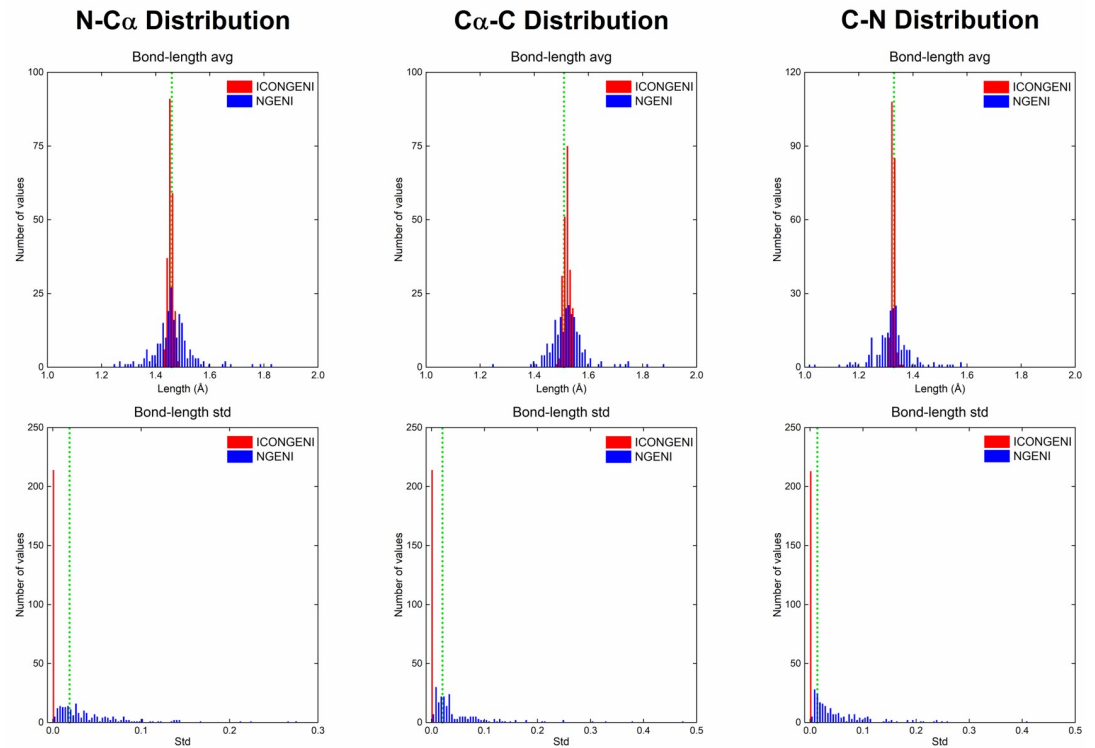 N-Cα Distribution
Bond-length avg
ICONGENI
NGENI
Number of values
100
75
50
25
0
1.0 1.2 1.4 1.6 1.8 2.0
Length (Å)
Cα-C Distribution
Bond-length avg
ICONGENI
NGENI
Number of values
100
75
50
25
0
1.0 1.2 1.4 1.6 1.8 2.0
Length (Å)
C-N Distribution
Bond-length avg
ICONGENI
NGENI
Number of values
120
90
60
30
0
1.0 1.2 1.4 1.6 1.8 2.0
Length (Å)
Bond-length std
ICONGENI
NGENI
Number of values
250
200
150
100
50
0
0.0 0.1 0.2 0.3
Std
Bond-length std
ICONGENI
NGENI
Number of values
250
200
150
100
50
0
0.0 0.1 0.2 0.3 0.4 0.5
Std
Bond-length std
ICONGENI
NGENI
Number of values
250
200
150
100
50
0
0.0 0.1 0.2 0.3 0.4 0.5
Std